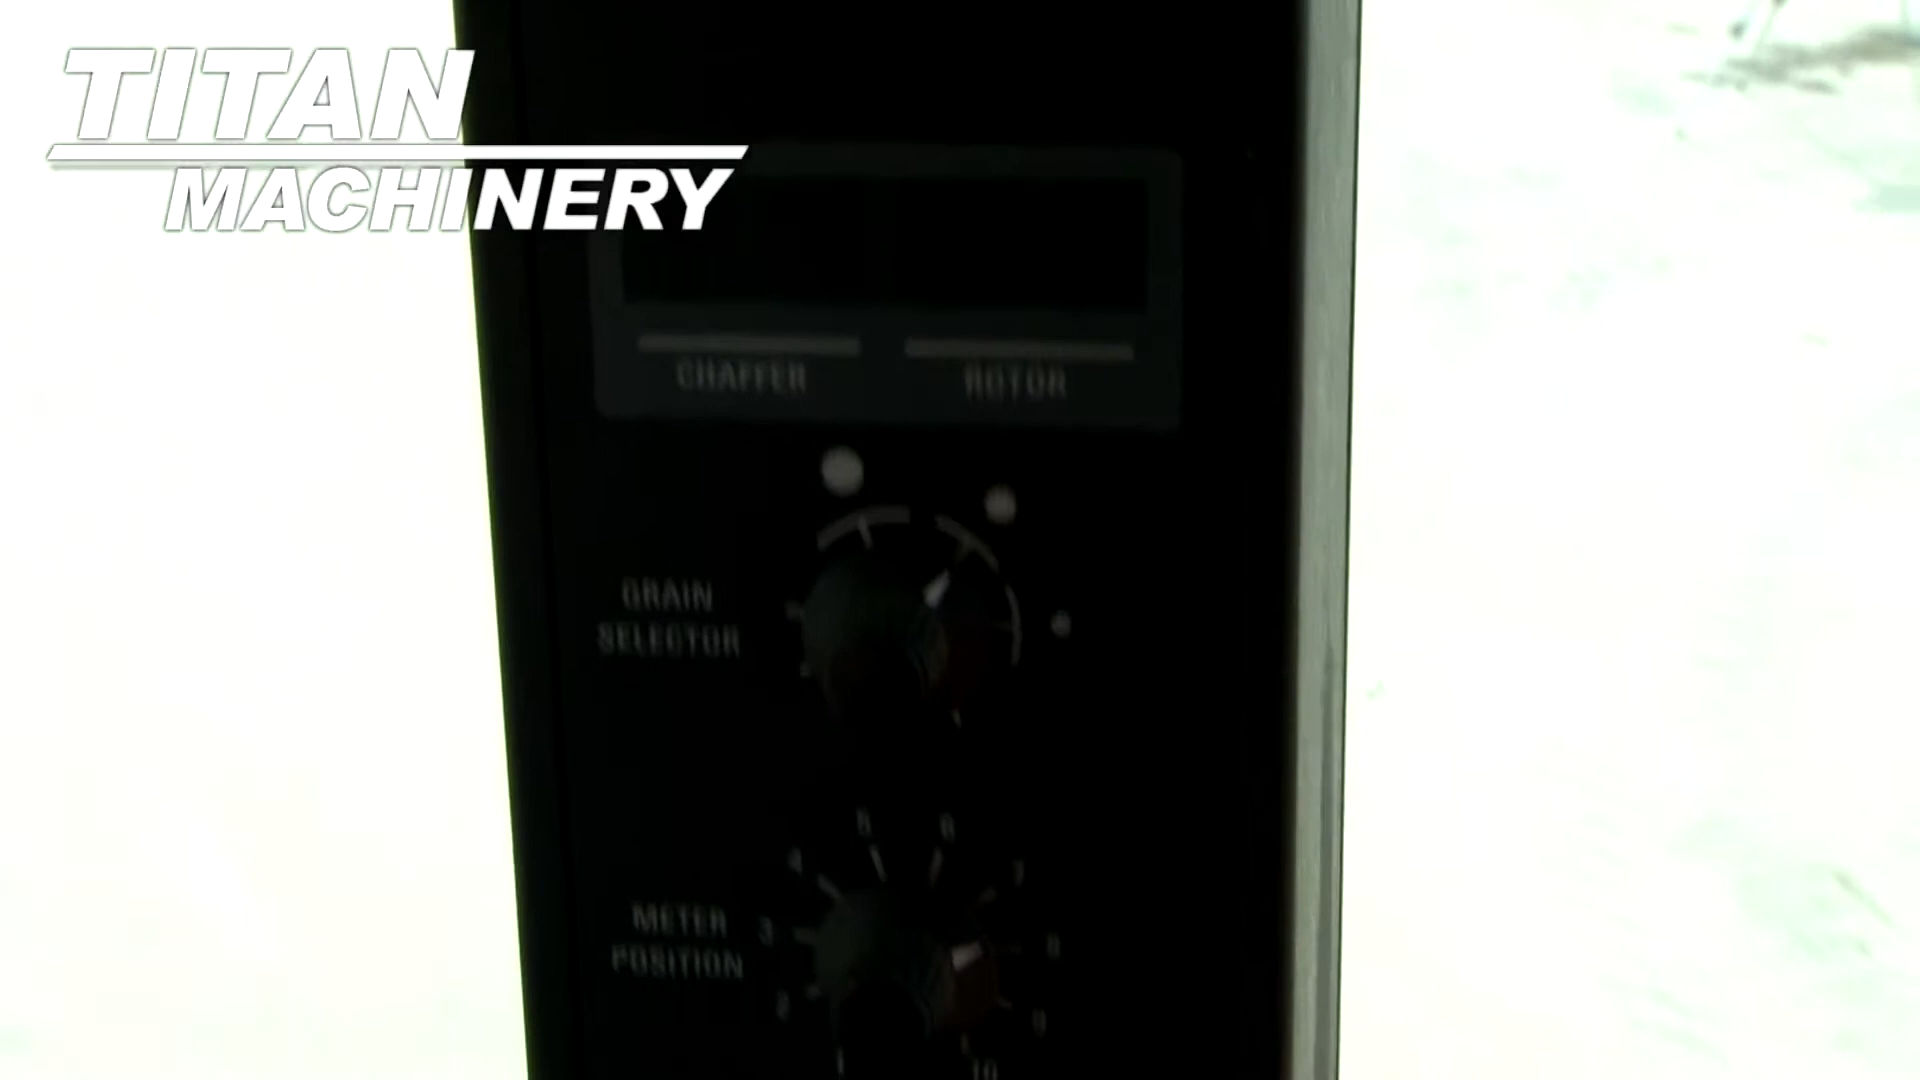 TITAN
MACHINERY
CHAFFER
ROTOR
GRAIN
SELECTOR
5
6
4
7
METER
POSITION
3
8
2
9
1
10